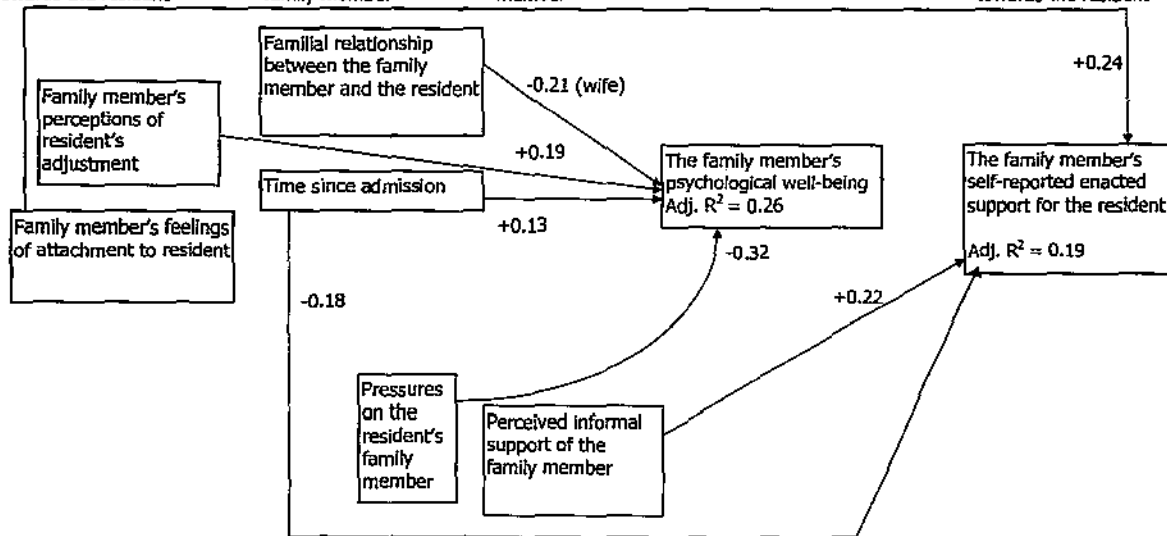 Familial relationship
between the family
member and the resident
-0.21 (wife)
+0.24
Family member's
perceptions of
resident's
adjustment
+0.19
Time since admission
+0.13
The family member's
psychological well-being
Adj. R² = 0.26
The family member's
self-reported enacted
support for the resident
Adj. R² = 0.19
Family member's feelings
of attachment to resident
-0.18
-0.32
+0.22
Pressures
on the
resident's
family
member
Perceived informal
support of the
family member